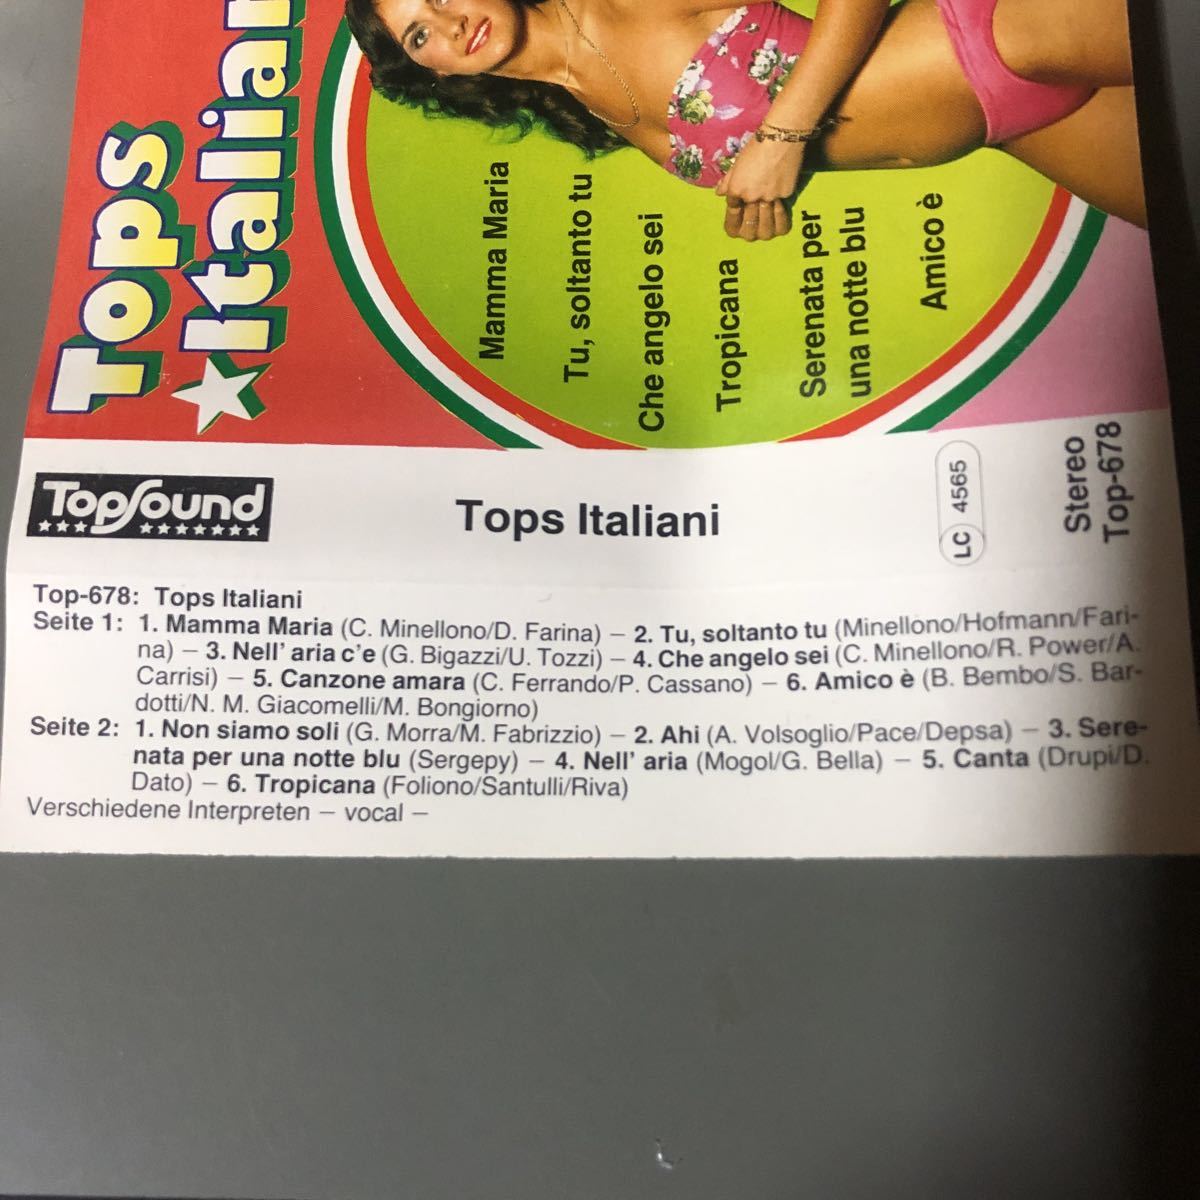 Tops
Italian
Mamma Maria
Tu, soltanto tu
Che angelo sei
Tropicana
Serenata per
una notte blu
Amico è
TopSound
Tops Italiani
LC 4565
Stereo
Top-678
Top-678: Tops Italiani
Seite 1: 1. Mamma Maria (C. Minellono/D. Farina) – 2. Tu, soltanto tu (Minellono/Hofmann/Fari-
na) – 3. Nell' aria c'e (G. Bigazzi/U. Tozzi) – 4. Che angelo sei (C. Minellono/R. Power/A.
Carrisi) – 5. Canzone amara (C. Ferrando/P. Cassano) – 6. Amico è (B. Bembo/S. Bar-
dotti/N. M. Giacomelli/M. Bongiorno)
Seite 2: 1. Non siamo soli (G. Morra/M. Fabrizzio) – 2. Ahi (A. Volsoglio/Pace/Depsa) – 3. Sere-
nata per una notte blu (Sergepy) – 4. Nell' aria (Mogol/G. Bella) – 5. Canta (Drupi/D.
Dato) – 6. Tropicana (Foliono/Santulli/Riva)
Verschiedene Interpreten – vocal –